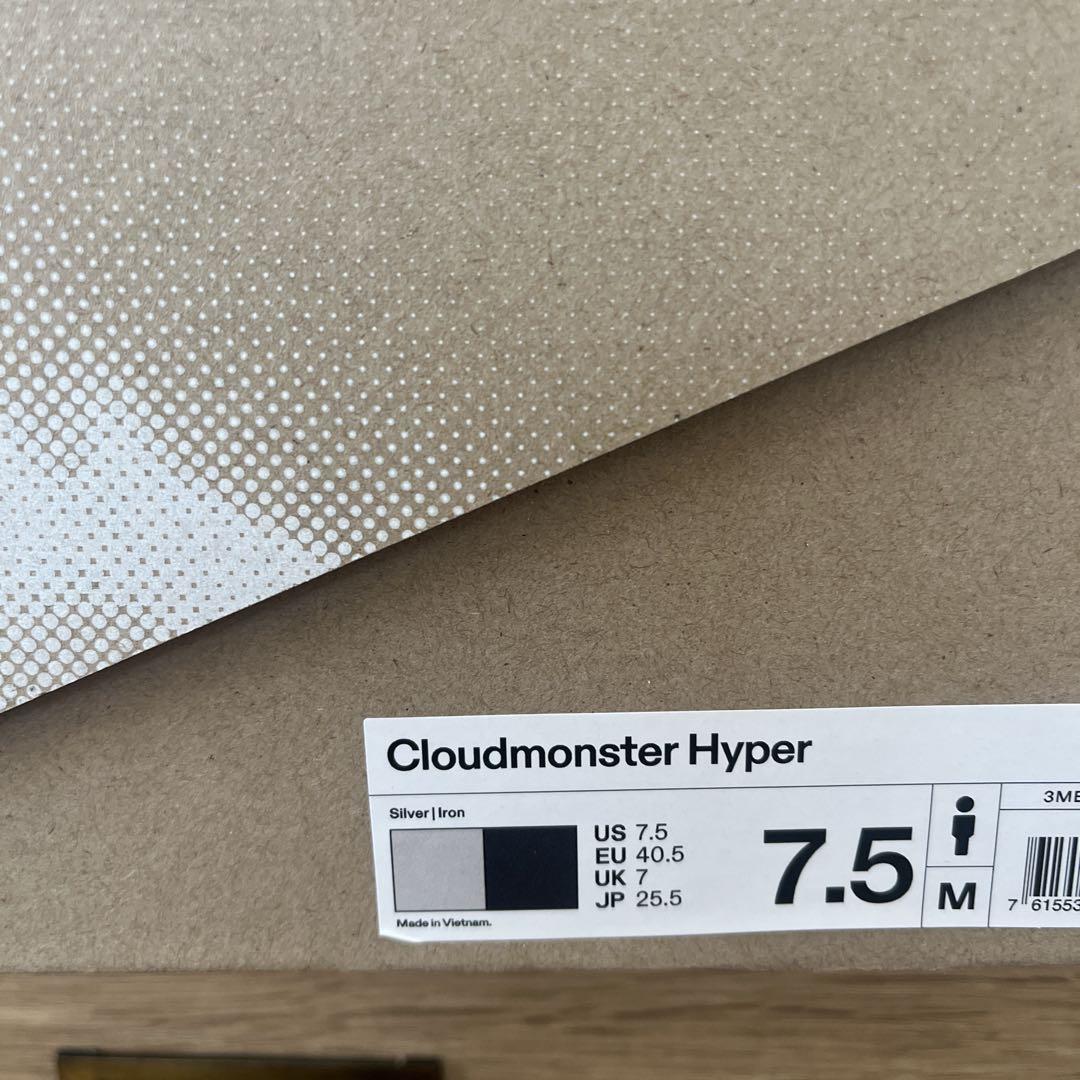 Cloudmonster Hyper
Silver | Iron
US 7.5
EU 40.5
UK 7
JP 25.5
Made in Vietnam.
7.5
M